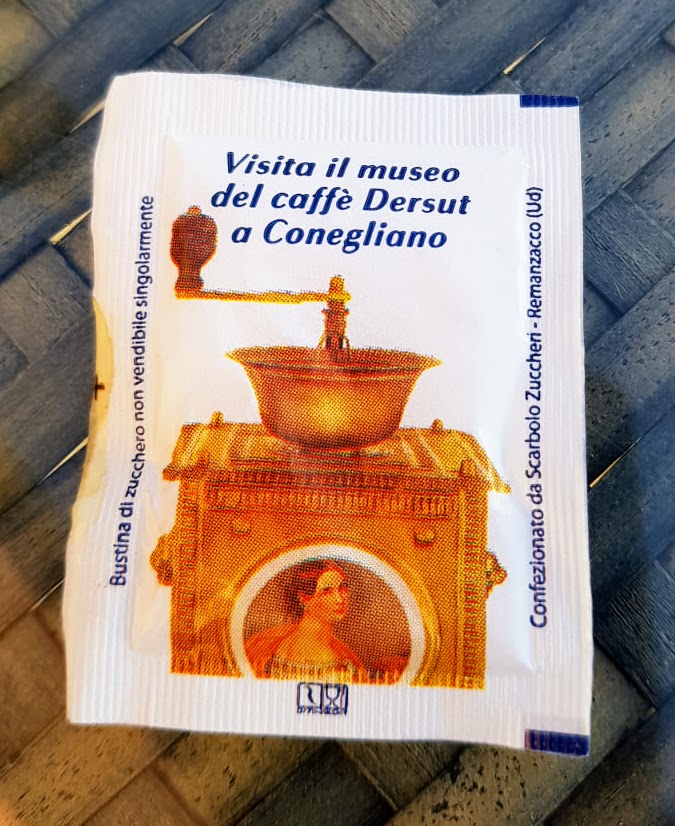 Visita il museo
del caffè Dersut
a Conegliano
Bustina di zucchero non vendibile singolarmente
Confezionato da Scarbolo Zuccheri - Remanzacco (Ud)